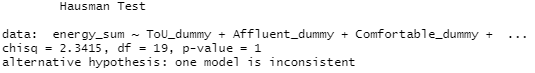 Hausman Test
data:  energy_sum ~ ToU_dummy + Affluent_dummy + Comfortable_dummy +  ...
chisq = 2.3415, df = 19, p-value = 1
alternative hypothesis: one model is inconsistent